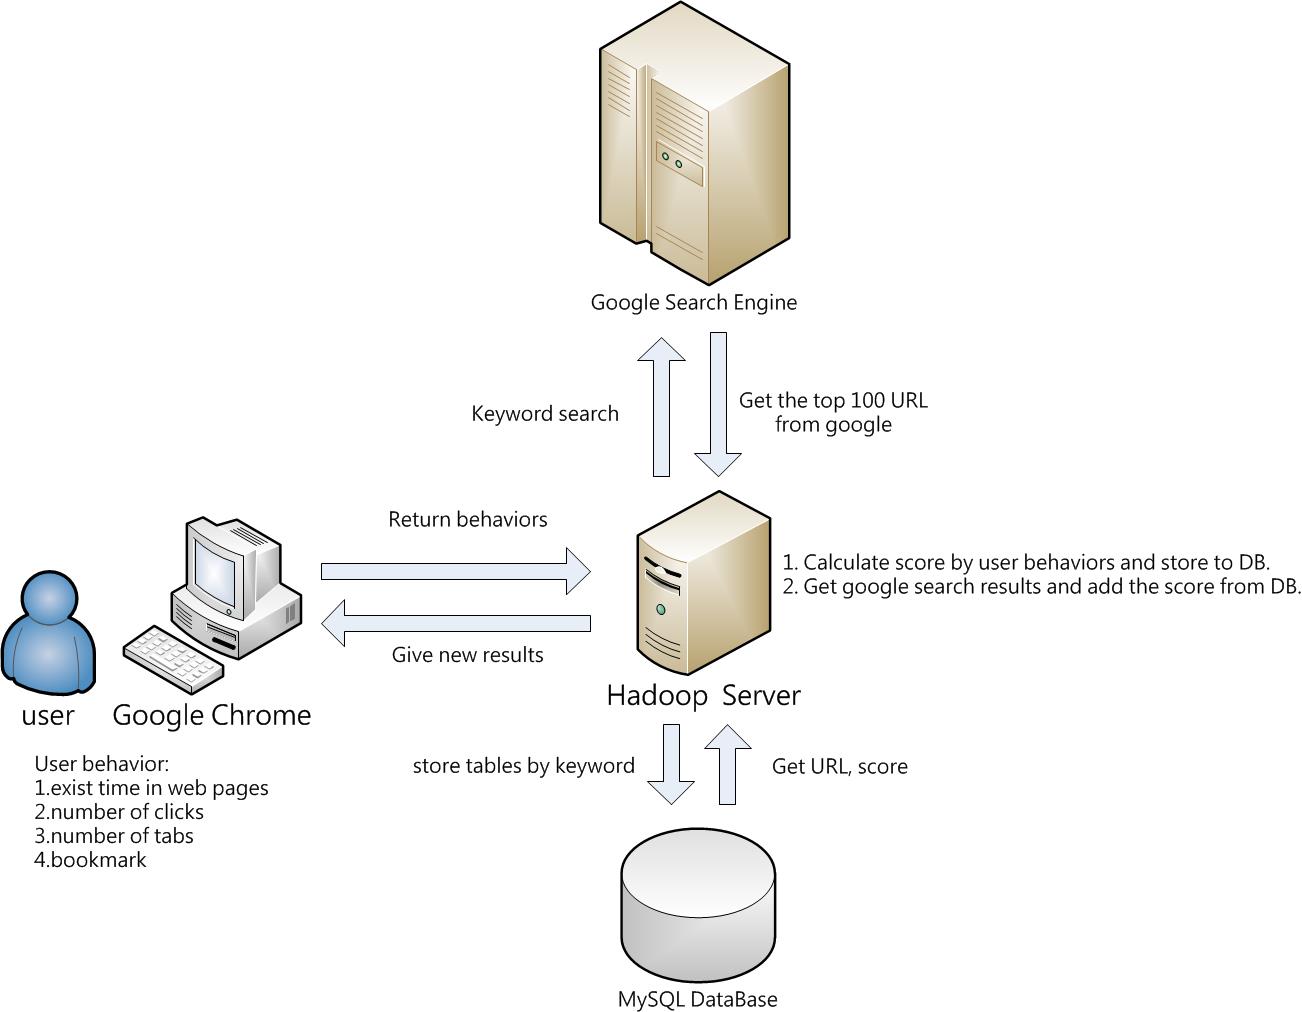 Google Search Engine
Keyword search
Get the top 100 URL
from google
Return behaviors
1. Calculate score by user behaviors and store to DB.
2. Get google search results and add the score from DB.
Give new results
Hadoop Server
user
Google Chrome
User behavior:
1.exist time in web pages
2.number of clicks
3.number of tabs
4.bookmark
store tables by keyword
Get URL, score
MySQL DataBase